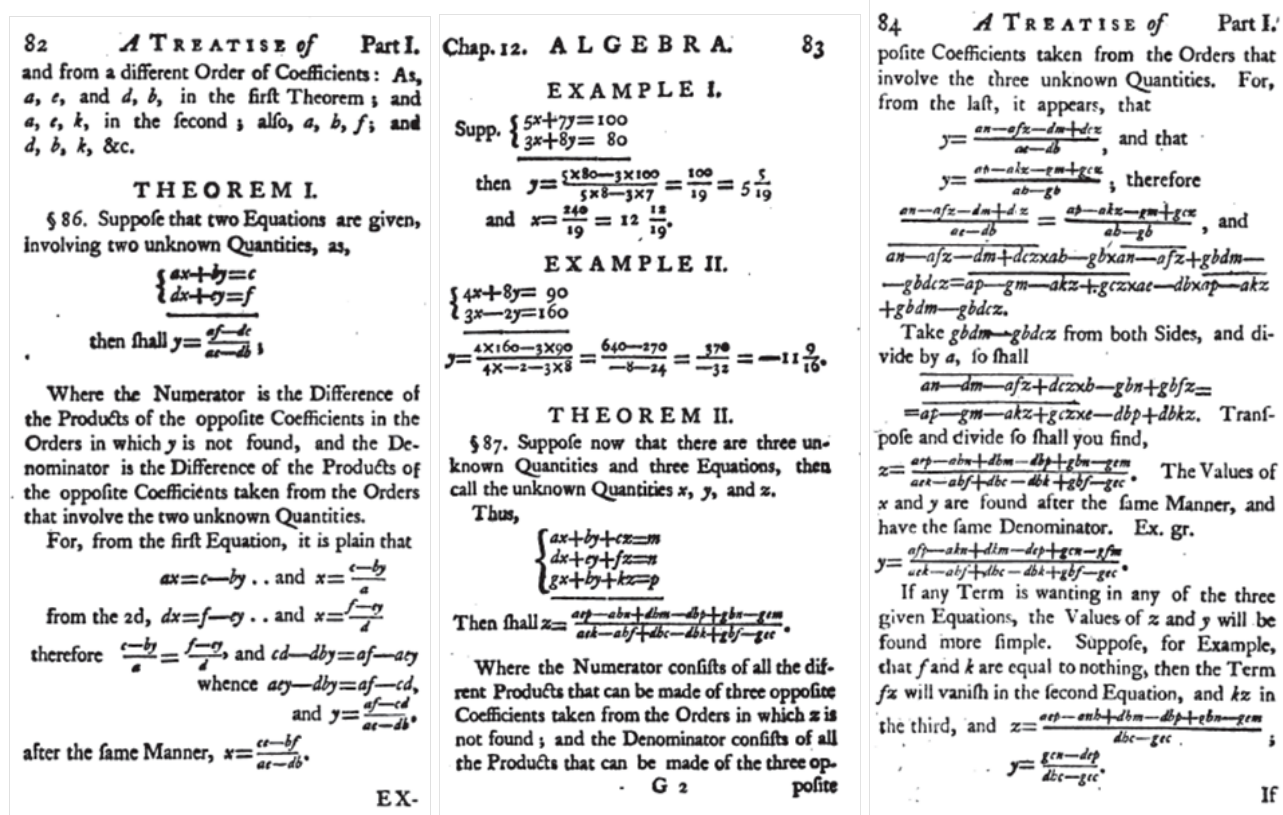 82 A TREATISE of Part I.
and from a different Order of Coefficients: As,
a, e, and d, b, in the firſt Theorem; and
a, e, k, in the ſecond; alſo, a, b, f; and
d, b, k, &c.
THEOREM I.
§ 86. Suppoſe that two Equations are given,
involving two unknown Quantities, as,
{ax+by=c
{dx+ey=f
then ſhall y= af—dc / ae—db ;
Where the Numerator is the Difference of
the Products of the oppoſite Coefficients in the
Orders in which y is not found, and the De-
nominator is the Difference of the Products of
the oppoſite Coefficients taken from the Orders
that involve the two unknown Quantities.
For, from the firſt Equation, it is plain that
ax=c—by . . and x= c—by / a
from the 2d, dx=f—ey . . and x= f—ey / d
therefore c—by / a = f—ey / d, and cd—dby=af—aey
whence aey—dby=af—cd,
and y= af—cd / ae—db.
after the ſame Manner, x= ce—bf / ae—db.
EX-
Chap. 12. ALGEBRA. 83
EXAMPLE I.
Supp. {5x+7y=100
{3x+8y= 80
then y= 5×80—3×100 / 5×8—3×7 = 100 / 19 = 5 5/19
and x= 240 / 19 = 12 12/19.
EXAMPLE II.
{4x+8y= 90
{3x—2y=160
y= 4×160—3×90 / 4×—2—3×8 = 640—270 / —8—24 = 370 / —32 = —11 9/16.
THEOREM II.
§ 87. Suppoſe now that there are three un-
known Quantities and three Equations, then
call the unknown Quantities x, y, and z.
Thus,
{ax+by+cz=m
{dx+ey+fz=n
{gx+by+kz=p
Then ſhall z= aep—abn+dbm—dbp+gbn—gem / aek—abf+dbc—dbk+gbf—gec .
Where the Numerator conſiſts of all the dif-
rent Products that can be made of three oppoſite
Coefficients taken from the Orders in which z is
not found; and the Denominator conſiſts of all
the Products that can be made of the three op-
G 2 poſite
84 A TREATISE of Part I.
poſite Coefficients taken from the Orders that
involve the three unknown Quantities. For,
from the laſt, it appears, that
y= an—afz—dm+dcz / ae—db , and that
y= ap—akz—gm+gcz / ab—gb ; therefore
an—afz—dm+dcz / ae—db = ap—akz—gm+gcz / ab—gb , and
an—afz—dm+dcz×ab—gb×an—afz+gbdm—
—gbdcz=ap—gm—akz+gcz×ae—db×ap—akz
+gbdm—gbdcz.
Take gbdm—gbdcz from both Sides, and di-
vide by a, ſo ſhall
an—dm—afz+dcz×b—gbn+gbfz=
=ap—gm—akz+gcz×e—dbp+dbkz. Tranſ-
poſe and divide ſo ſhall you find,
z= aep—abn+dbm—dbp+gbn—gem / aek—abf+dbc—dbk+gbf—gec . The Values of
x and y are found after the ſame Manner, and
have the ſame Denominator. Ex. gr.
y= afp—akn+dkm—dcp+gcn—gfm / aek—abf+dbc—dbk+gbf—gec .
If any Term is wanting in any of the three
given Equations, the Values of z and y will be
found more ſimple. Suppoſe, for Example,
that f and k are equal to nothing, then the Term
fz will vaniſh in the ſecond Equation, and kz in
the third, and z= aep—anb+dbm—dbp+gbn—gem / dbc—gec ;
y= gcn—dcp / dbc—gec .
If